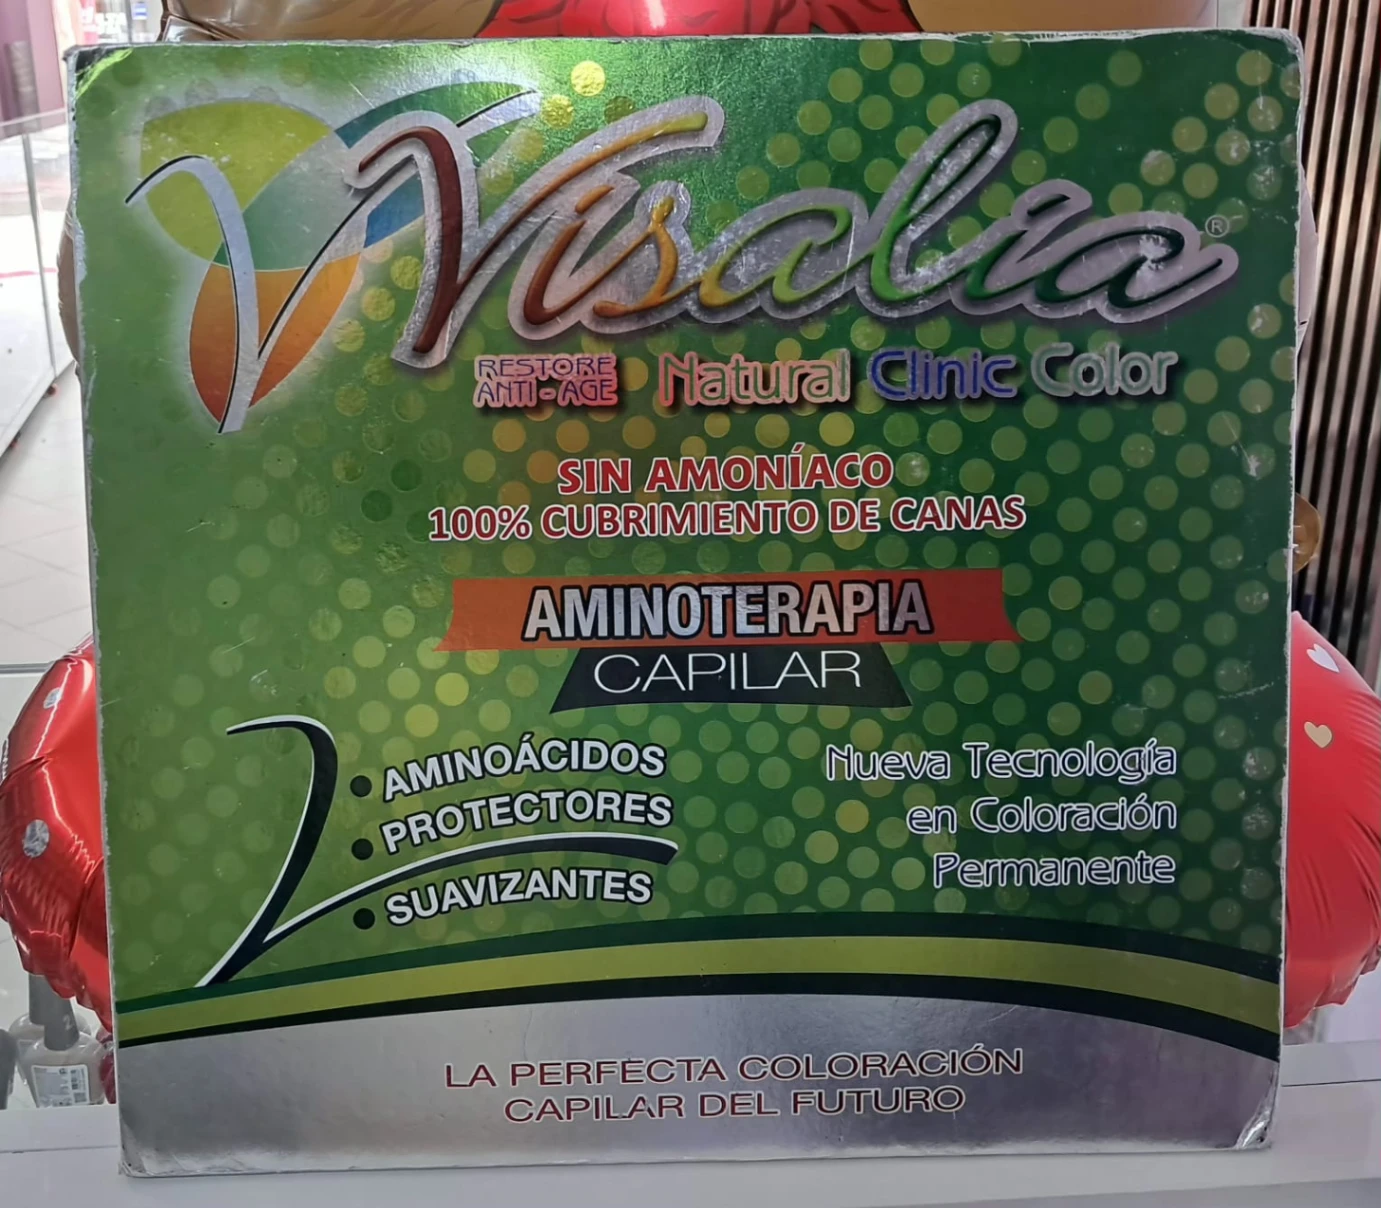 Visalia®
RESTORE
ANTI-AGE
Natural Clinic Color
SIN AMONÍACO
100% CUBRIMIENTO DE CANAS
AMINOTERAPIA
CAPILAR
• AMINOÁCIDOS
• PROTECTORES
• SUAVIZANTES
Nueva Tecnología
en Coloración
Permanente
LA PERFECTA COLORACIÓN
CAPILAR DEL FUTURO